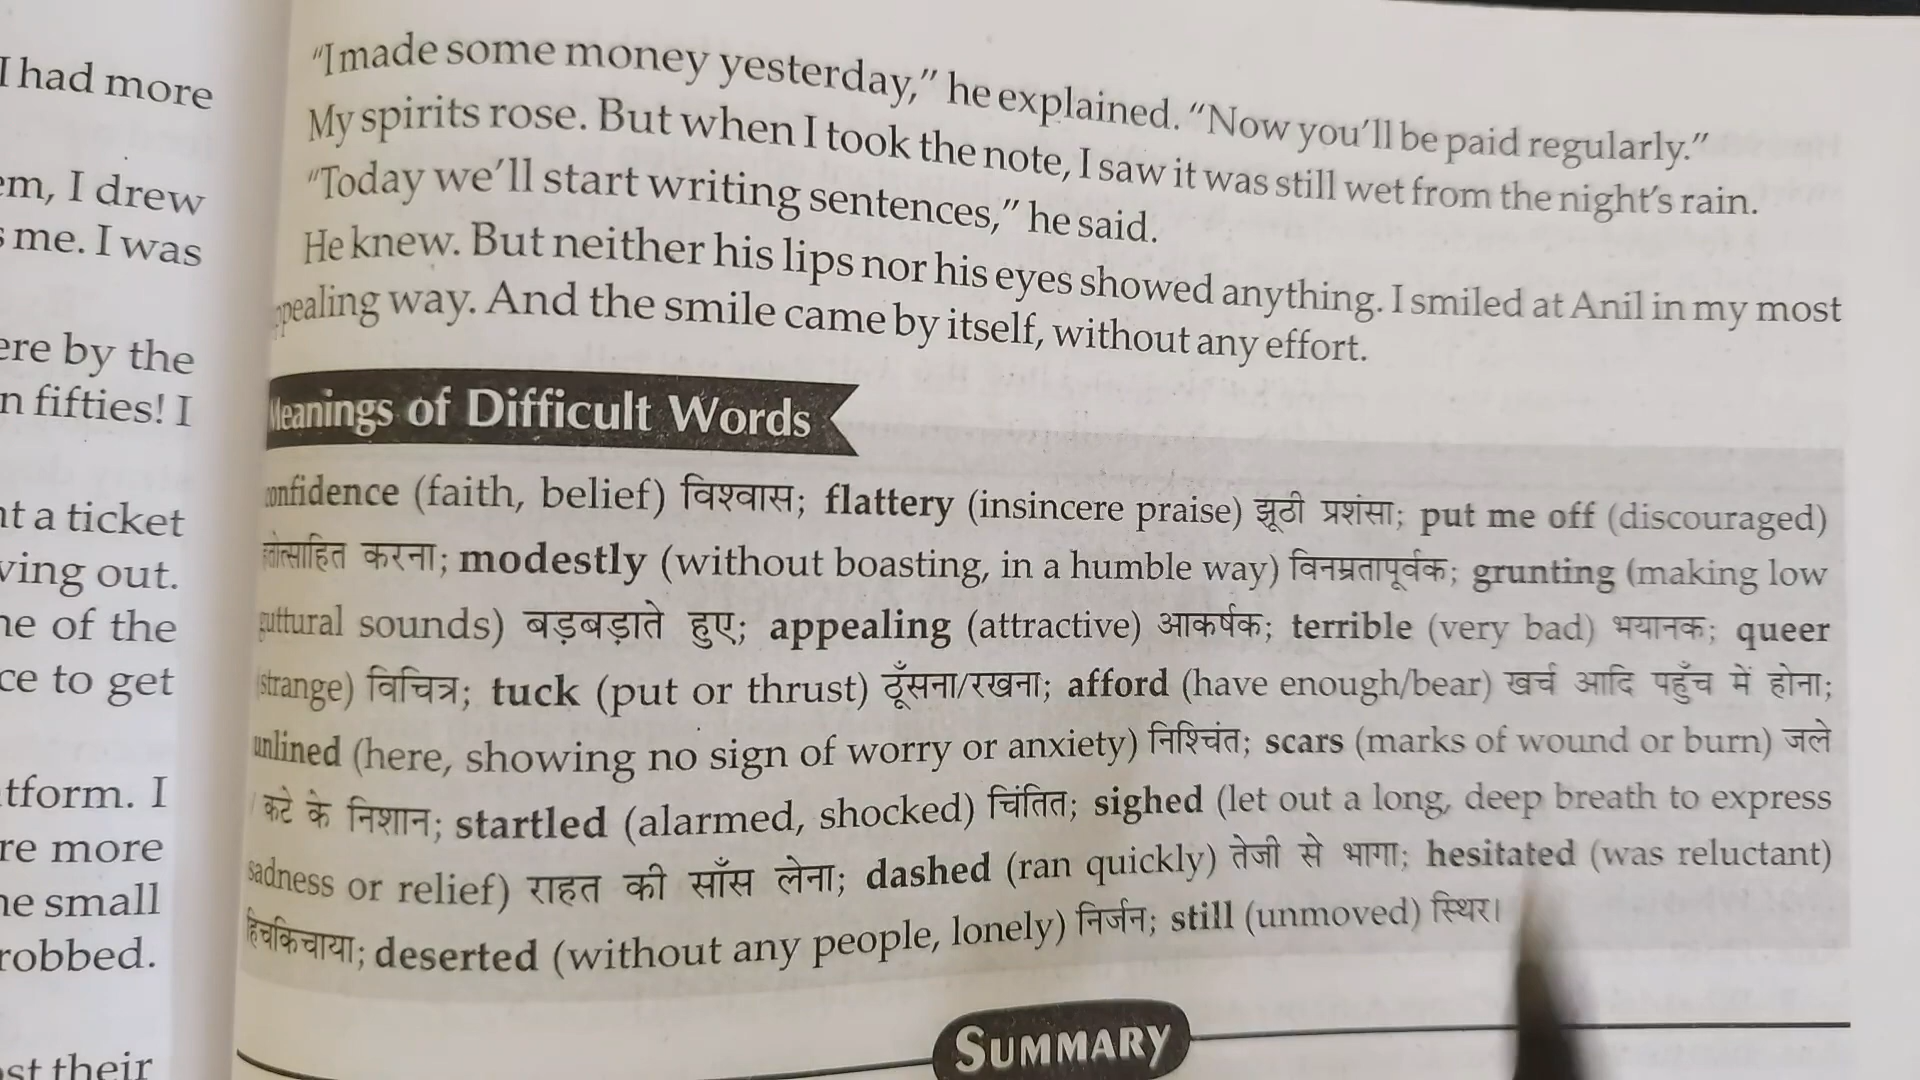 I had more
em, I drew
s me. I was
ere by the
n fifties! I
nt a ticket
ving out.
ne of the
ce to get
tform. I
re more
ne small
robbed.
st their
"I made some money yesterday," he explained. "Now you'll be paid regularly."
My spirits rose. But when I took the note, I saw it was still wet from the night's rain.
"Today we'll start writing sentences," he said.
He knew. But neither his lips nor his eyes showed anything. I smiled at Anil in my most
ppealing way. And the smile came by itself, without any effort.
Meanings of Difficult Words
onfidence (faith, belief) विश्वास; flattery (insincere praise) झूठी प्रशंसा; put me off (discouraged)
करना; modestly (without boasting, in a humble way) विनम्रतापूर्वक; grunting (making low
guttural sounds) बड़बड़ाते हुए; appealing (attractive) आकर्षक; terrible (very bad) भयानक; queer
(strange) विचित्र; tuck (put or thrust) ठूँसना/रखना; afford (have enough/bear) खर्च आदि पहुँच में होना;
unlined (here, showing no sign of worry or anxiety) निश्चिंत; scars (marks of wound or burn) जले
/ कटे के निशान; startled (alarmed, shocked) चिंतित; sighed (let out a long, deep breath to express
sadness or relief) राहत की साँस लेना; dashed (ran quickly) तेजी से भागा; hesitated (was reluctant)
हिचकिचाया; deserted (without any people, lonely) निर्जन; still (unmoved) स्थिर।
SUMMARY